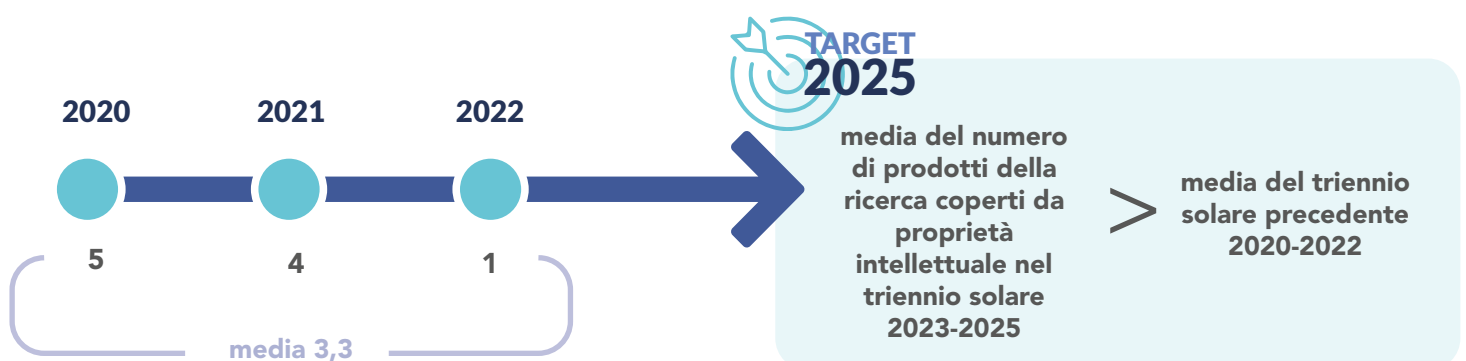 2020
2021
2022
5
4
1
media 3,3
TARGET
2025
media del numero
di prodotti della
ricerca coperti da
proprietà
intellettuale nel
triennio solare
2023-2025
>
media del triennio
solare precedente
2020-2022